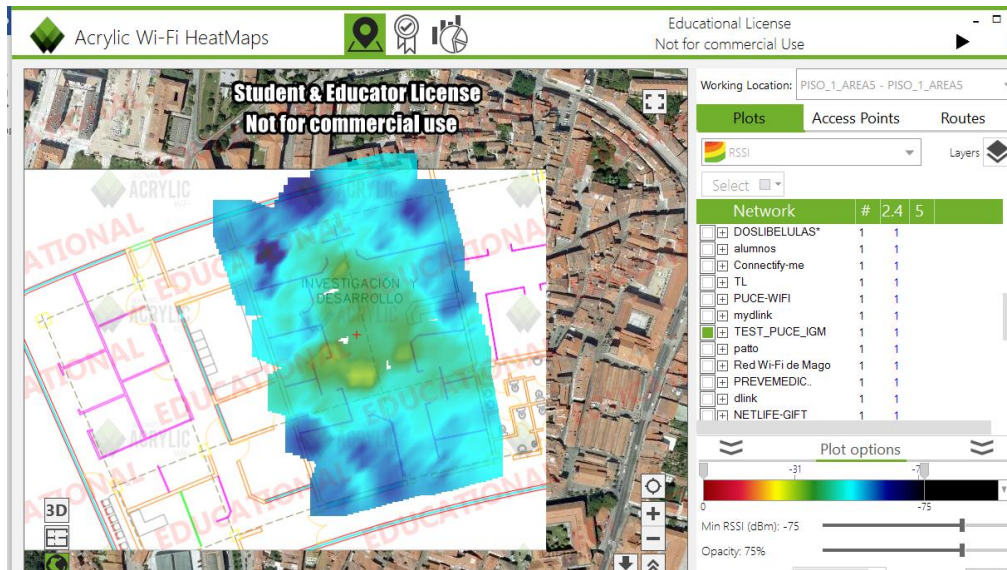 Acrylic Wi-Fi HeatMaps
Educational License
Not for commercial Use
Student & Educator License
Not for commercial use
ACRYLIC
EDUCATIONAL
INVESTIGACIÓN Y
DESARROLLO
3D
Working Location: PISO_1_AREA5 - PISO_1_AREA5
Plots Access Points Routes
RSSI Layers
Select
Network # 2.4 5
DOSLIBELULAS* 1 1
alumnos 1 1
Connectify-me 1 1
TL 1 1
PUCE-WIFI 1 1
mydlink 1 1
TEST_PUCE_IGM 1 1
patto 1 1
Red Wi-Fi de Mago 1 1
PREVEMEDIC.. 1 1
dlink 1 1
NETLIFE-GIFT 1 1
Plot options
-31
0 -75
Min RSSI (dBm): -75
Opacity: 75%